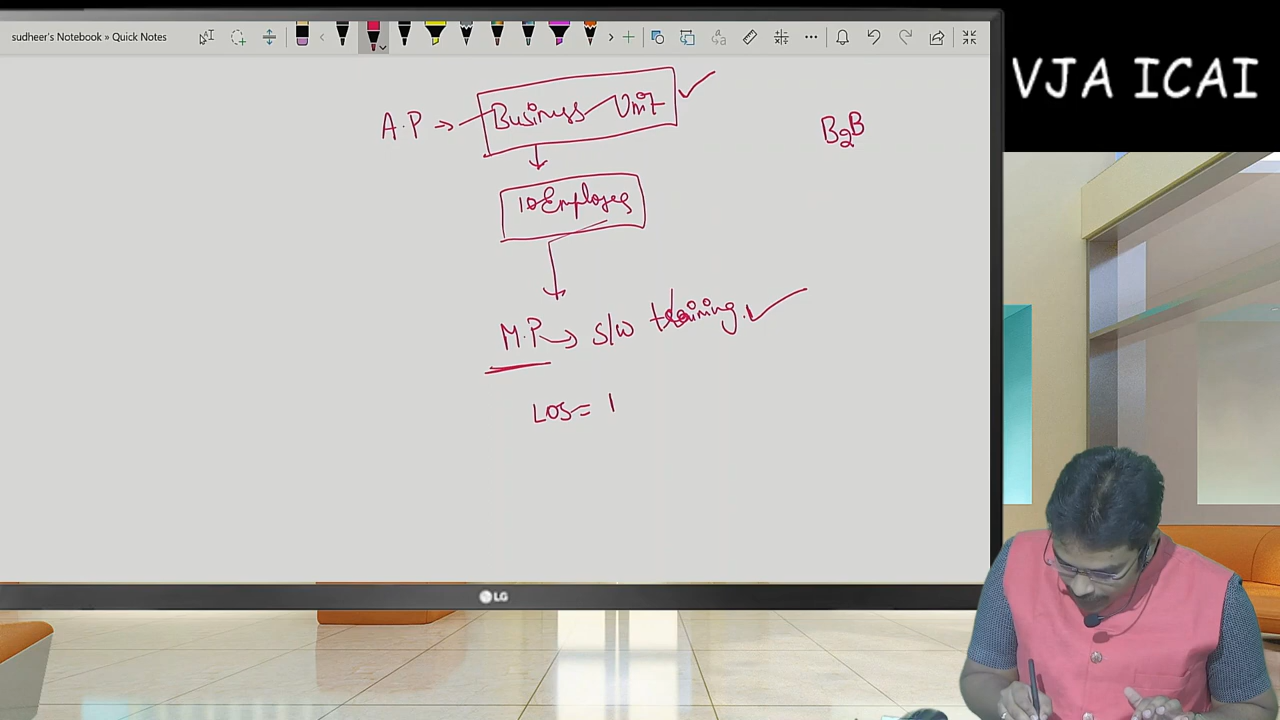 sudheer's Notebook » Quick Notes
VJA ICAI
A.P → Business Unit
B2B
10 Employees
M.P → S/W training.
LOS = 1
LG